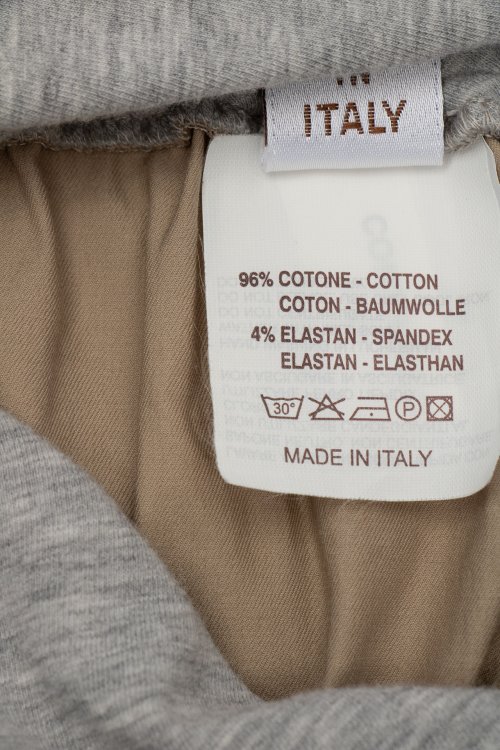 ITALY
96% COTONE - COTTON
COTON - BAUMWOLLE
4% ELASTAN - SPANDEX
ELASTAN - ELASTHAN
30°
P
MADE IN ITALY